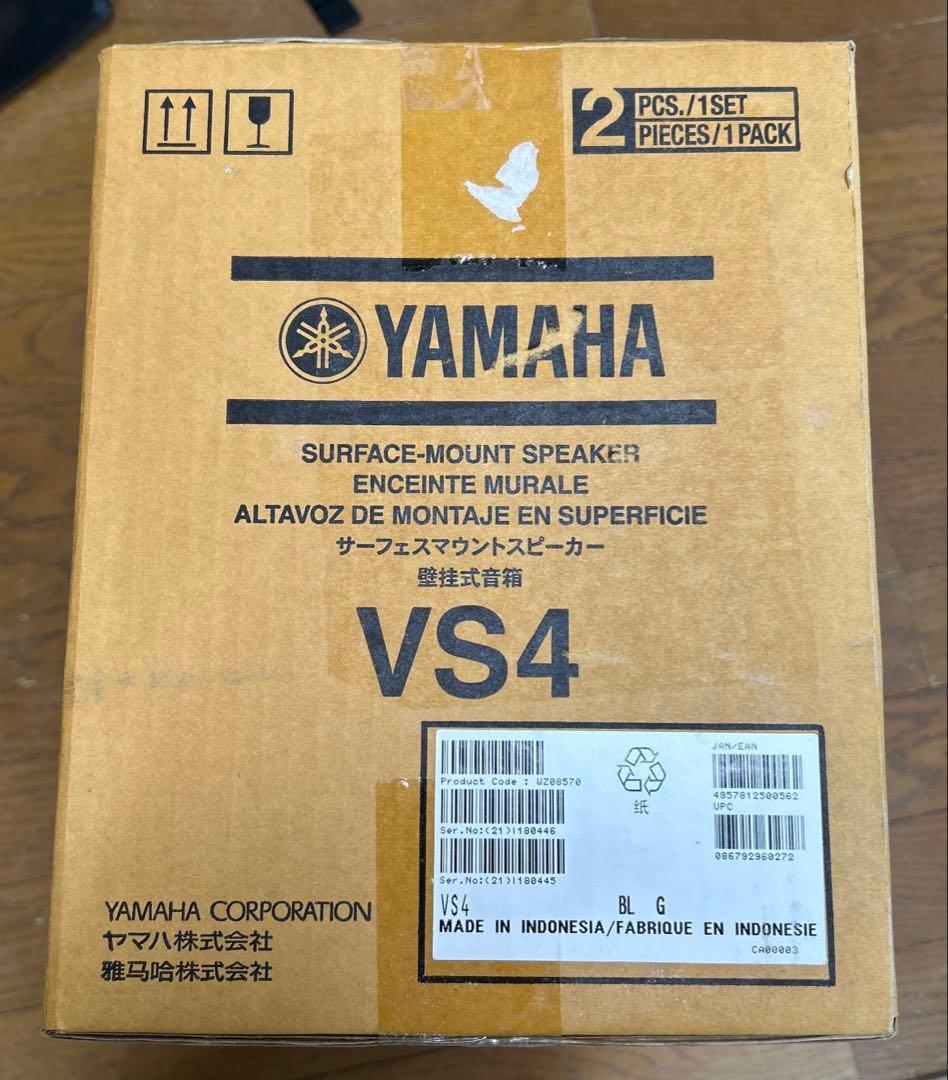 2 PCS./1SET
PIECES/1PACK
YAMAHA
SURFACE-MOUNT SPEAKER
ENCEINTE MURALE
ALTAVOZ DE MONTAJE EN SUPERFICIE
サーフェスマウントスピーカー
壁挂式音箱
VS4
Product Code : WZ08570
Ser.No:(21)I180446
Ser.No:(21)I180445
纸
JAN/EAN
4957812500562
UPC
086792960272
VS4 BL G
MADE IN INDONESIA/FABRIQUE EN INDONESIE
CA00003
YAMAHA CORPORATION
ヤマハ株式会社
雅马哈株式会社